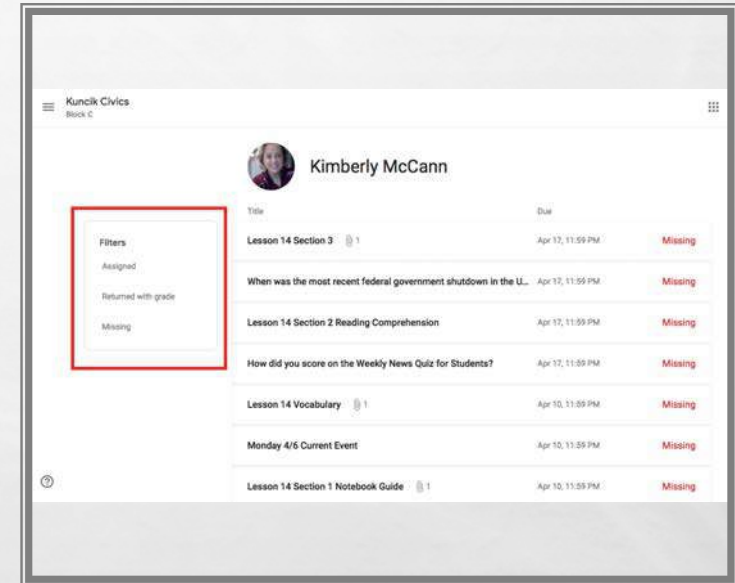 Kuncik Civics
Block C
Kimberly McCann
Title Due
Filters
Assigned
Returned with grade
Missing
Lesson 14 Section 3 1 Apr 17, 11:59 PM Missing
When was the most recent federal government shutdown in the U... Apr 17, 11:59 PM Missing
Lesson 14 Section 2 Reading Comprehension Apr 17, 11:59 PM Missing
How did you score on the Weekly News Quiz for Students? Apr 17, 11:59 PM Missing
Lesson 14 Vocabulary 1 Apr 10, 11:59 PM Missing
Monday 4/6 Current Event Apr 10, 11:59 PM Missing
Lesson 14 Section 1 Notebook Guide 1 Apr 10, 11:59 PM Missing